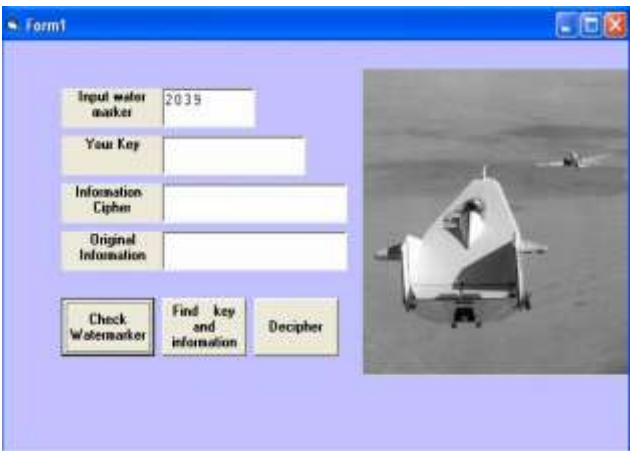 Form1
Input water
marker
2039
Your Key
Information
Cipher
Original
Information
Check
Watermarker
Find key
and
information
Decipher